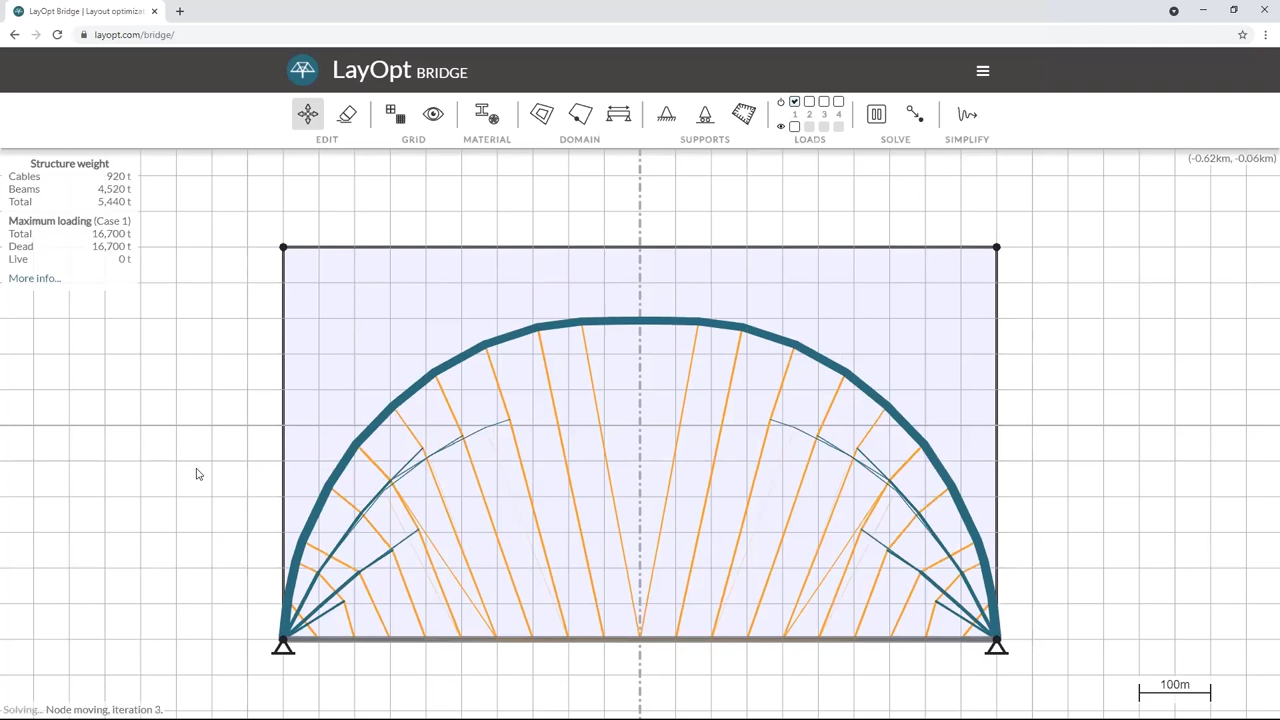 LayOpt Bridge | Layout optimiza
layopt.com/bridge/
LayOpt BRIDGE
1 2 3 4
EDIT GRID MATERIAL DOMAIN SUPPORTS LOADS SOLVE SIMPLIFY
(-0.62km, -0.06km)
Structure weight
Cables 920 t
Beams 4,520 t
Total 5,440 t
Maximum loading (Case 1)
Total 16,700 t
Dead 16,700 t
Live 0 t
More info...
100m
Solving... Node moving, iteration 3.